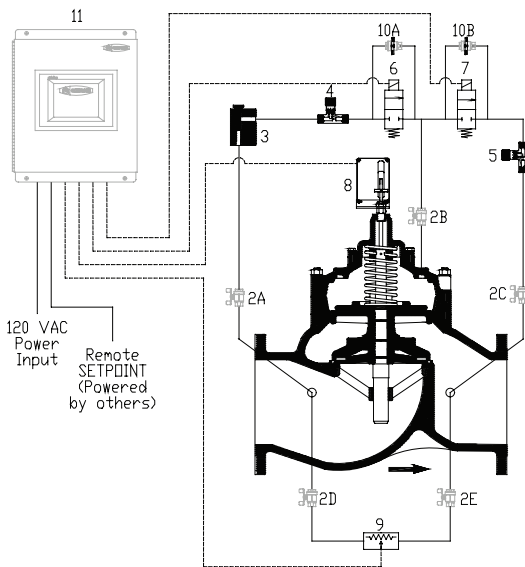 11
10A
10B
6
7
4
3
5
8
2B
2A
2C
120 VAC
Power
Input
Remote
SETPOINT
(Powered
by others)
2D
2E
9